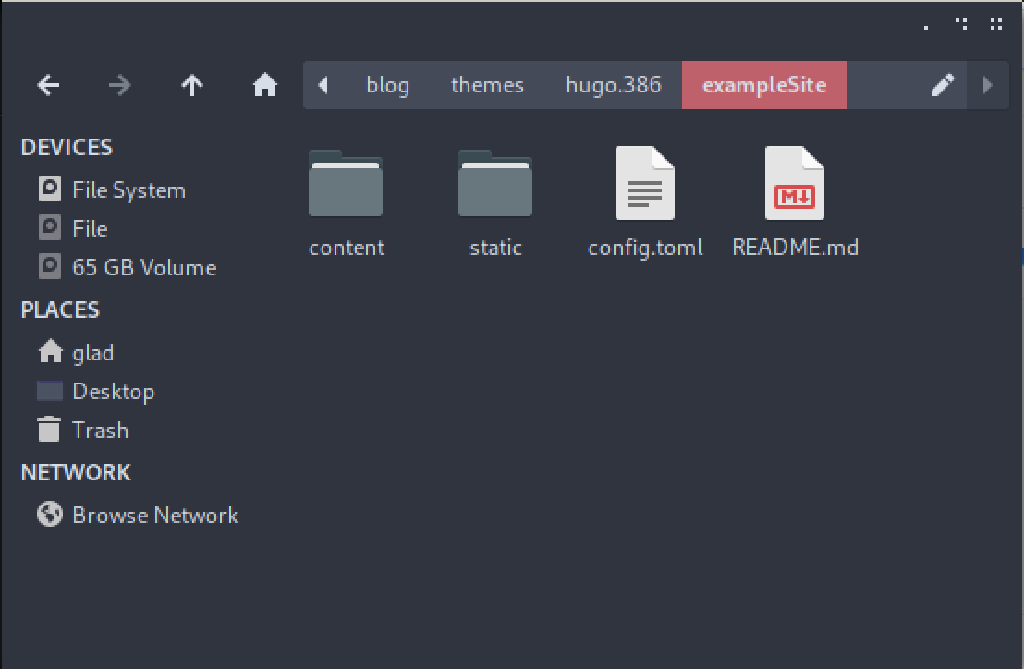 blog themes hugo.386 exampleSite
DEVICES
File System
File
65 GB Volume
PLACES
glad
Desktop
Trash
NETWORK
Browse Network
content static config.toml README.md
M